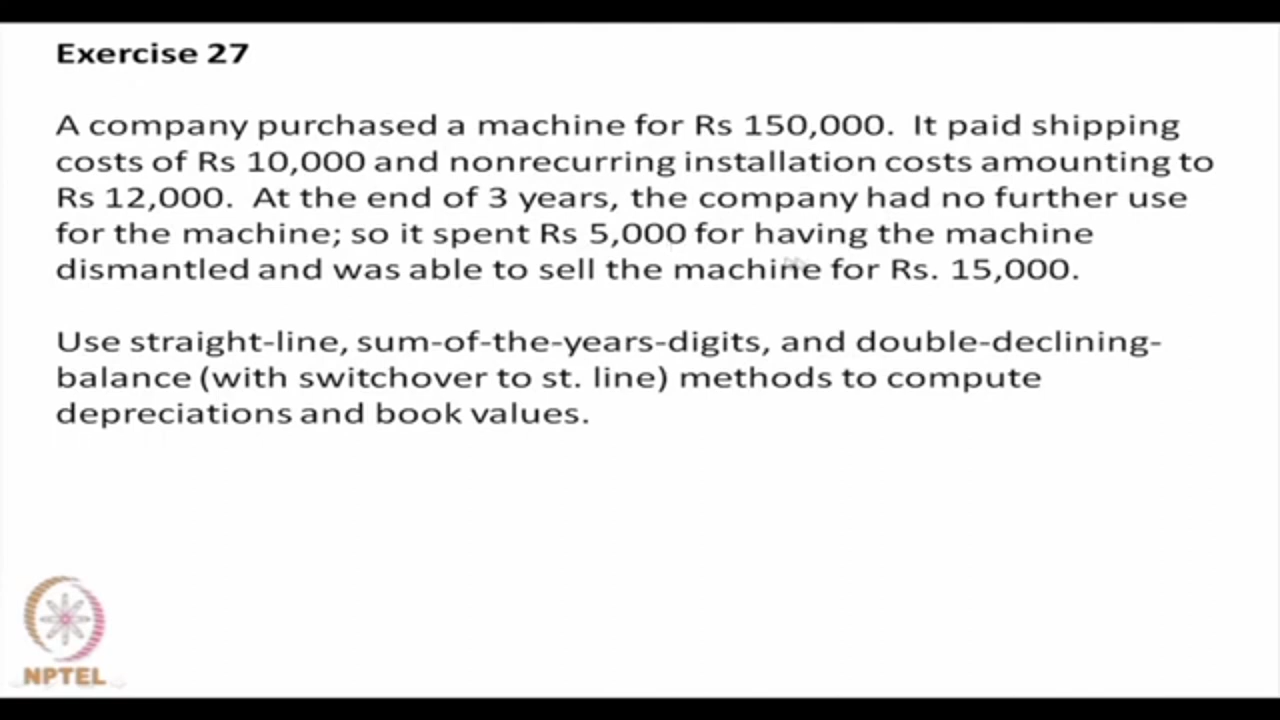 Exercise 27
A company purchased a machine for Rs 150,000.  It paid shipping
costs of Rs 10,000 and nonrecurring installation costs amounting to
Rs 12,000.  At the end of 3 years, the company had no further use
for the machine; so it spent Rs 5,000 for having the machine
dismantled and was able to sell the machine for Rs. 15,000.
Use straight-line, sum-of-the-years-digits, and double-declining-
balance (with switchover to st. line) methods to compute
depreciations and book values.
NPTEL